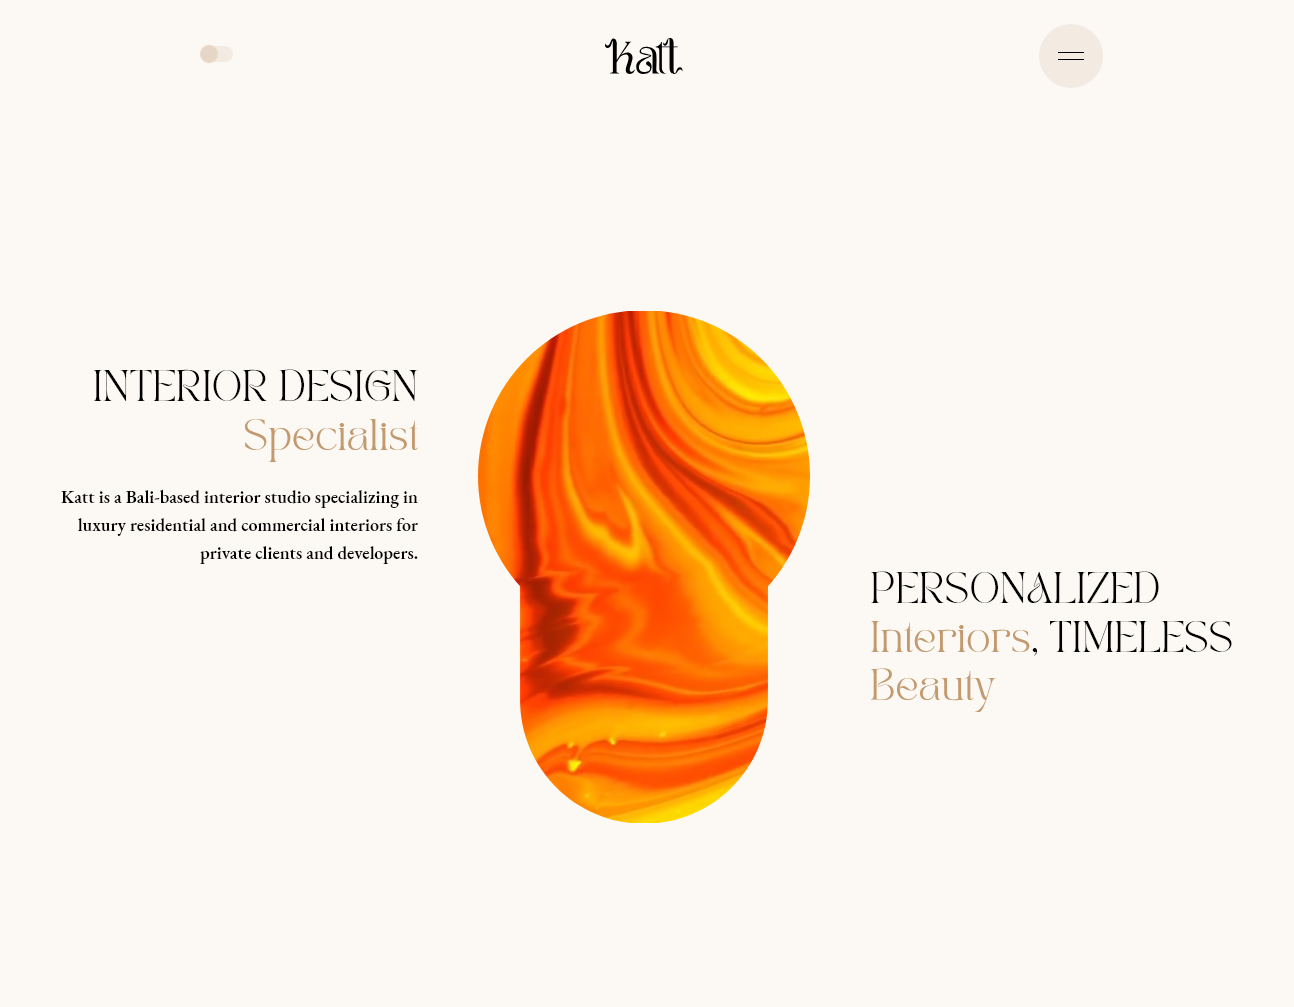 katt
INTERIOR DESIGN
Specialist
Katt is a Bali-based interior studio specializing in
luxury residential and commercial interiors for
private clients and developers.
PERSONALIZED
Interiors, TIMELESS
Beauty